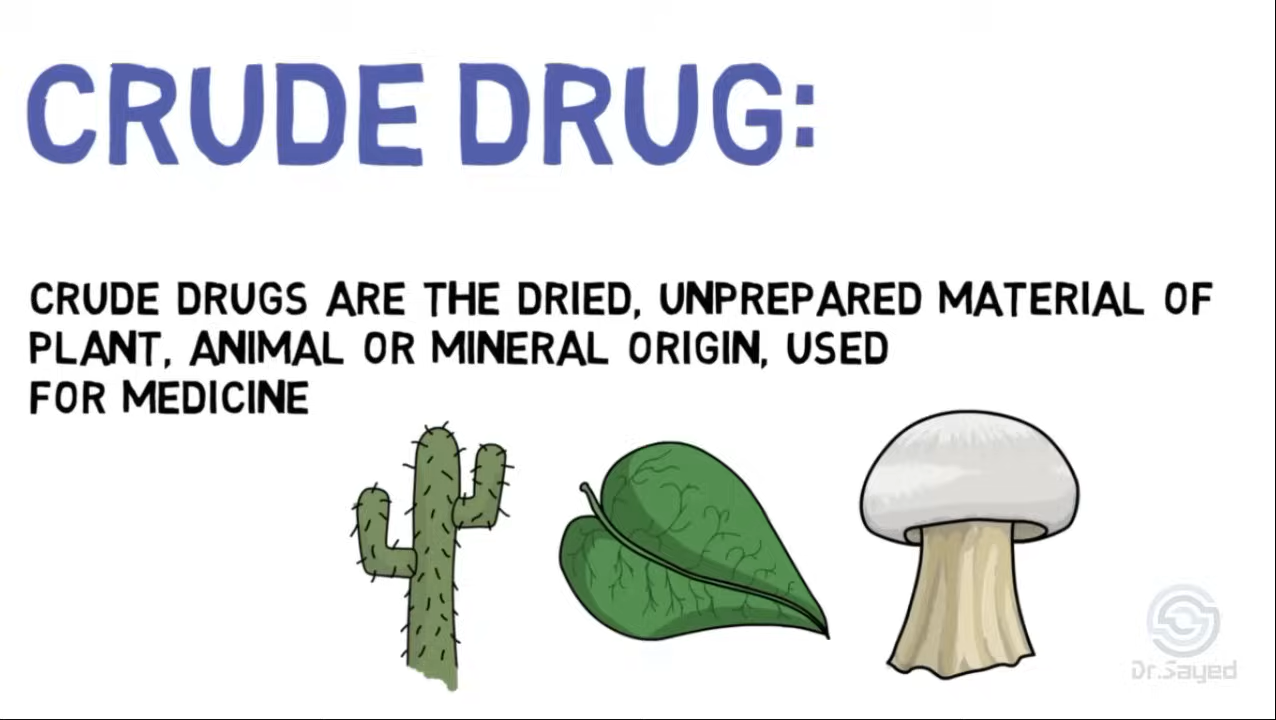 CRUDE DRUG:
CRUDE DRUGS ARE THE DRIED, UNPREPARED MATERIAL OF
PLANT, ANIMAL OR MINERAL ORIGIN, USED
FOR MEDICINE
Dr.Sayed